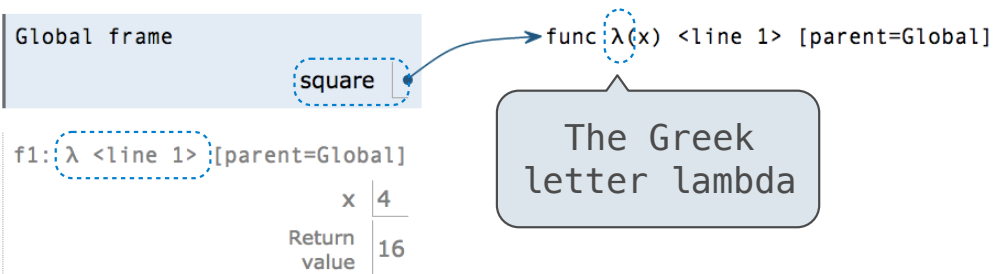 Global frame
func λ(x) <line 1> [parent=Global]
square
The Greek
letter lambda
f1: λ <line 1> [parent=Global]
x 4
Return
value 16